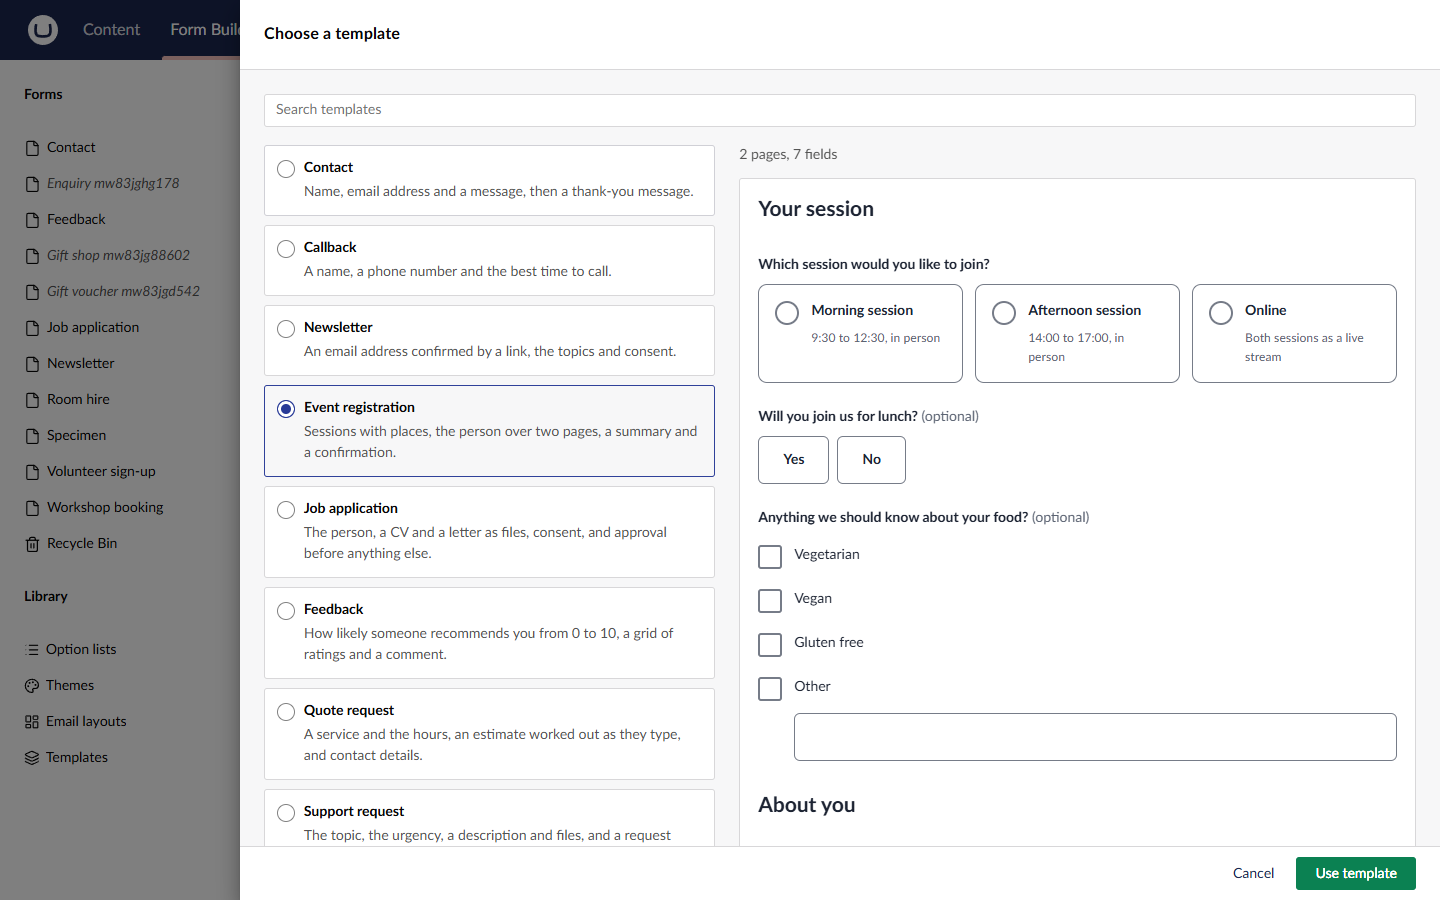 Content
Form Buil
Choose a template
Forms
Contact
Enquiry mw83jghg178
Feedback
Gift shop mw83jg88602
Gift voucher mw83jgd542
Job application
Newsletter
Room hire
Specimen
Volunteer sign-up
Workshop booking
Recycle Bin
Library
Option lists
Themes
Email layouts
Templates
Search templates
Contact
Name, email address and a message, then a thank-you message.
Callback
A name, a phone number and the best time to call.
Newsletter
An email address confirmed by a link, the topics and consent.
Event registration
Sessions with places, the person over two pages, a summary and
a confirmation.
Job application
The person, a CV and a letter as files, consent, and approval
before anything else.
Feedback
How likely someone recommends you from 0 to 10, a grid of
ratings and a comment.
Quote request
A service and the hours, an estimate worked out as they type,
and contact details.
Support request
The topic, the urgency, a description and files, and a request
2 pages, 7 fields
Your session
Which session would you like to join?
Morning session
9:30 to 12:30, in person
Afternoon session
14:00 to 17:00, in
person
Online
Both sessions as a live
stream
Will you join us for lunch? (optional)
Yes
No
Anything we should know about your food? (optional)
Vegetarian
Vegan
Gluten free
Other
About you
Cancel
Use template